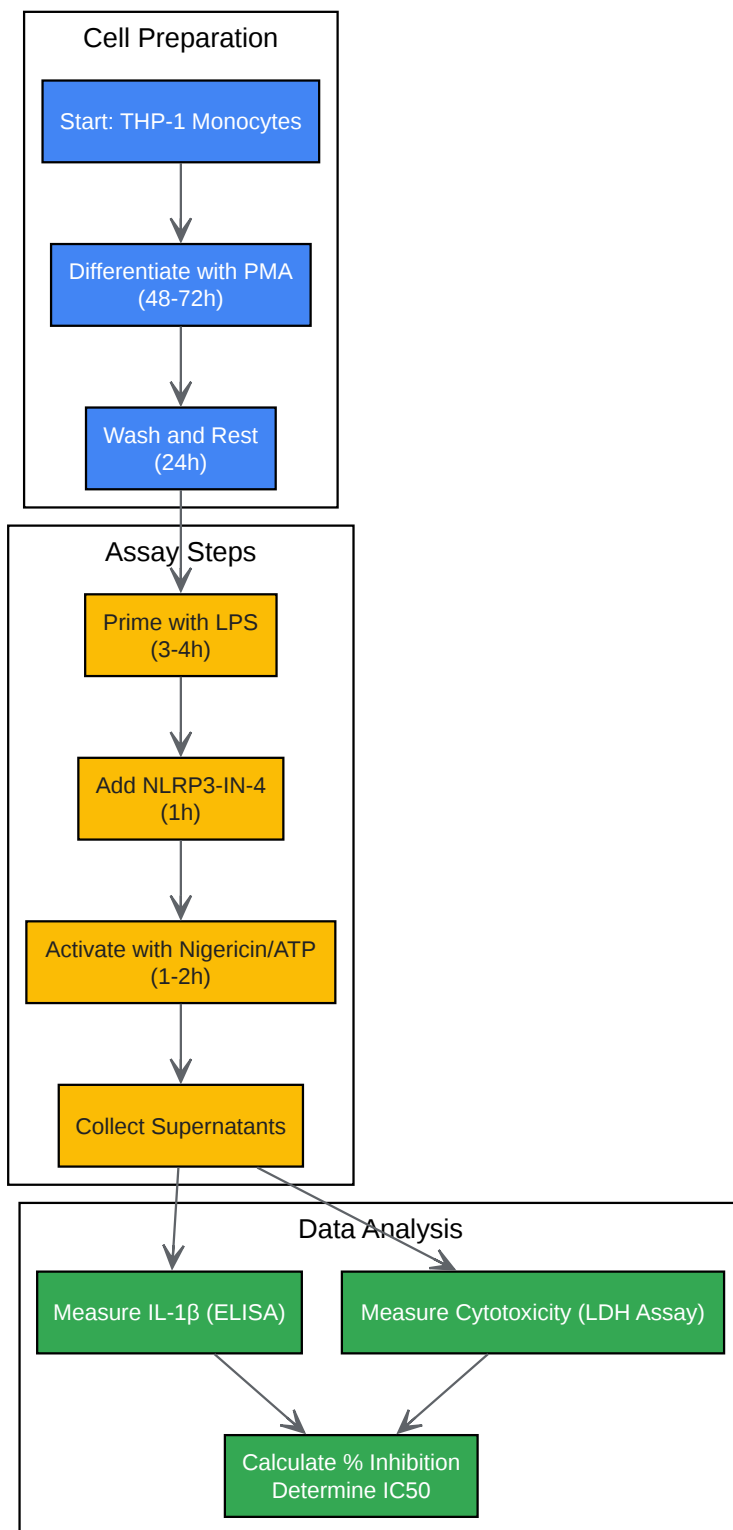 Cell Preparation
Start: THP-1 Monocytes
Differentiate with PMA
(48-72h)
Wash and Rest
(24h)
Assay Steps
Prime with LPS
(3-4h)
Add NLRP3-IN-4
(1h)
Activate with Nigericin/ATP
(1-2h)
Collect Supernatants
Data Analysis
Measure IL-1β (ELISA)
Measure Cytotoxicity (LDH Assay)
Calculate % Inhibition
Determine IC50